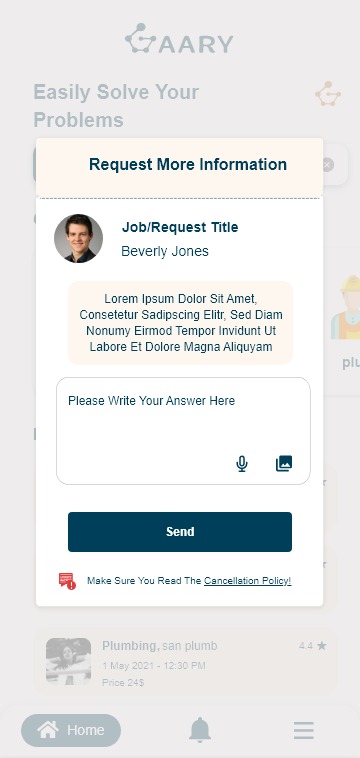 GAARY
Easily Solve Your
Problems
Request More Information
Job/Request Title
Beverly Jones
Lorem Ipsum Dolor Sit Amet,
Consetetur Sadipscing Elitr, Sed Diam
Nonumy Eirmod Tempor Invidunt Ut
Labore Et Dolore Magna Aliquyam
Please Write Your Answer Here
Send
Make Sure You Read The Cancellation Policy!
Plumbing, san plumb 4.4 ★
1 May 2021 - 12:30 PM
Price 24$
Home